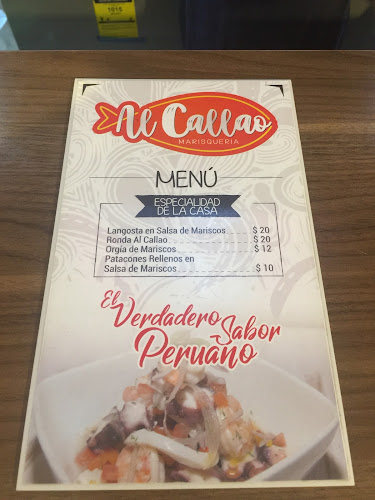 1015
Al Callao
MARISQUERIA
MENÚ
ESPECIALIDAD
DE LA CASA
Langosta en Salsa de Mariscos $ 20
Ronda Al Callao $ 20
Orgía de Mariscos $ 12
Patacones Rellenos en
Salsa de Mariscos $ 10
El
Verdadero
Sabor
Peruano